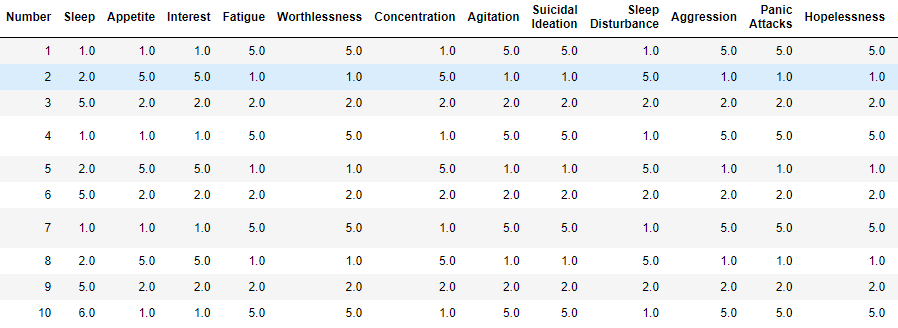 Number Sleep Appetite Interest Fatigue Worthlessness Concentration Agitation Suicidal Ideation Sleep Disturbance Aggression Panic Attacks Hopelessness
1 1.0 1.0 1.0 5.0 5.0 1.0 5.0 5.0 1.0 5.0 5.0 5.0
2 2.0 5.0 5.0 1.0 1.0 5.0 1.0 1.0 5.0 1.0 1.0 1.0
3 5.0 2.0 2.0 2.0 2.0 2.0 2.0 2.0 2.0 2.0 2.0 2.0
4 1.0 1.0 1.0 5.0 5.0 1.0 5.0 5.0 1.0 5.0 5.0 5.0
5 2.0 5.0 5.0 1.0 1.0 5.0 1.0 1.0 5.0 1.0 1.0 1.0
6 5.0 2.0 2.0 2.0 2.0 2.0 2.0 2.0 2.0 2.0 2.0 2.0
7 1.0 1.0 1.0 5.0 5.0 1.0 5.0 5.0 1.0 5.0 5.0 5.0
8 2.0 5.0 5.0 1.0 1.0 5.0 1.0 1.0 5.0 1.0 1.0 1.0
9 5.0 2.0 2.0 2.0 2.0 2.0 2.0 2.0 2.0 2.0 2.0 2.0
10 6.0 1.0 1.0 5.0 5.0 1.0 5.0 5.0 1.0 5.0 5.0 5.0